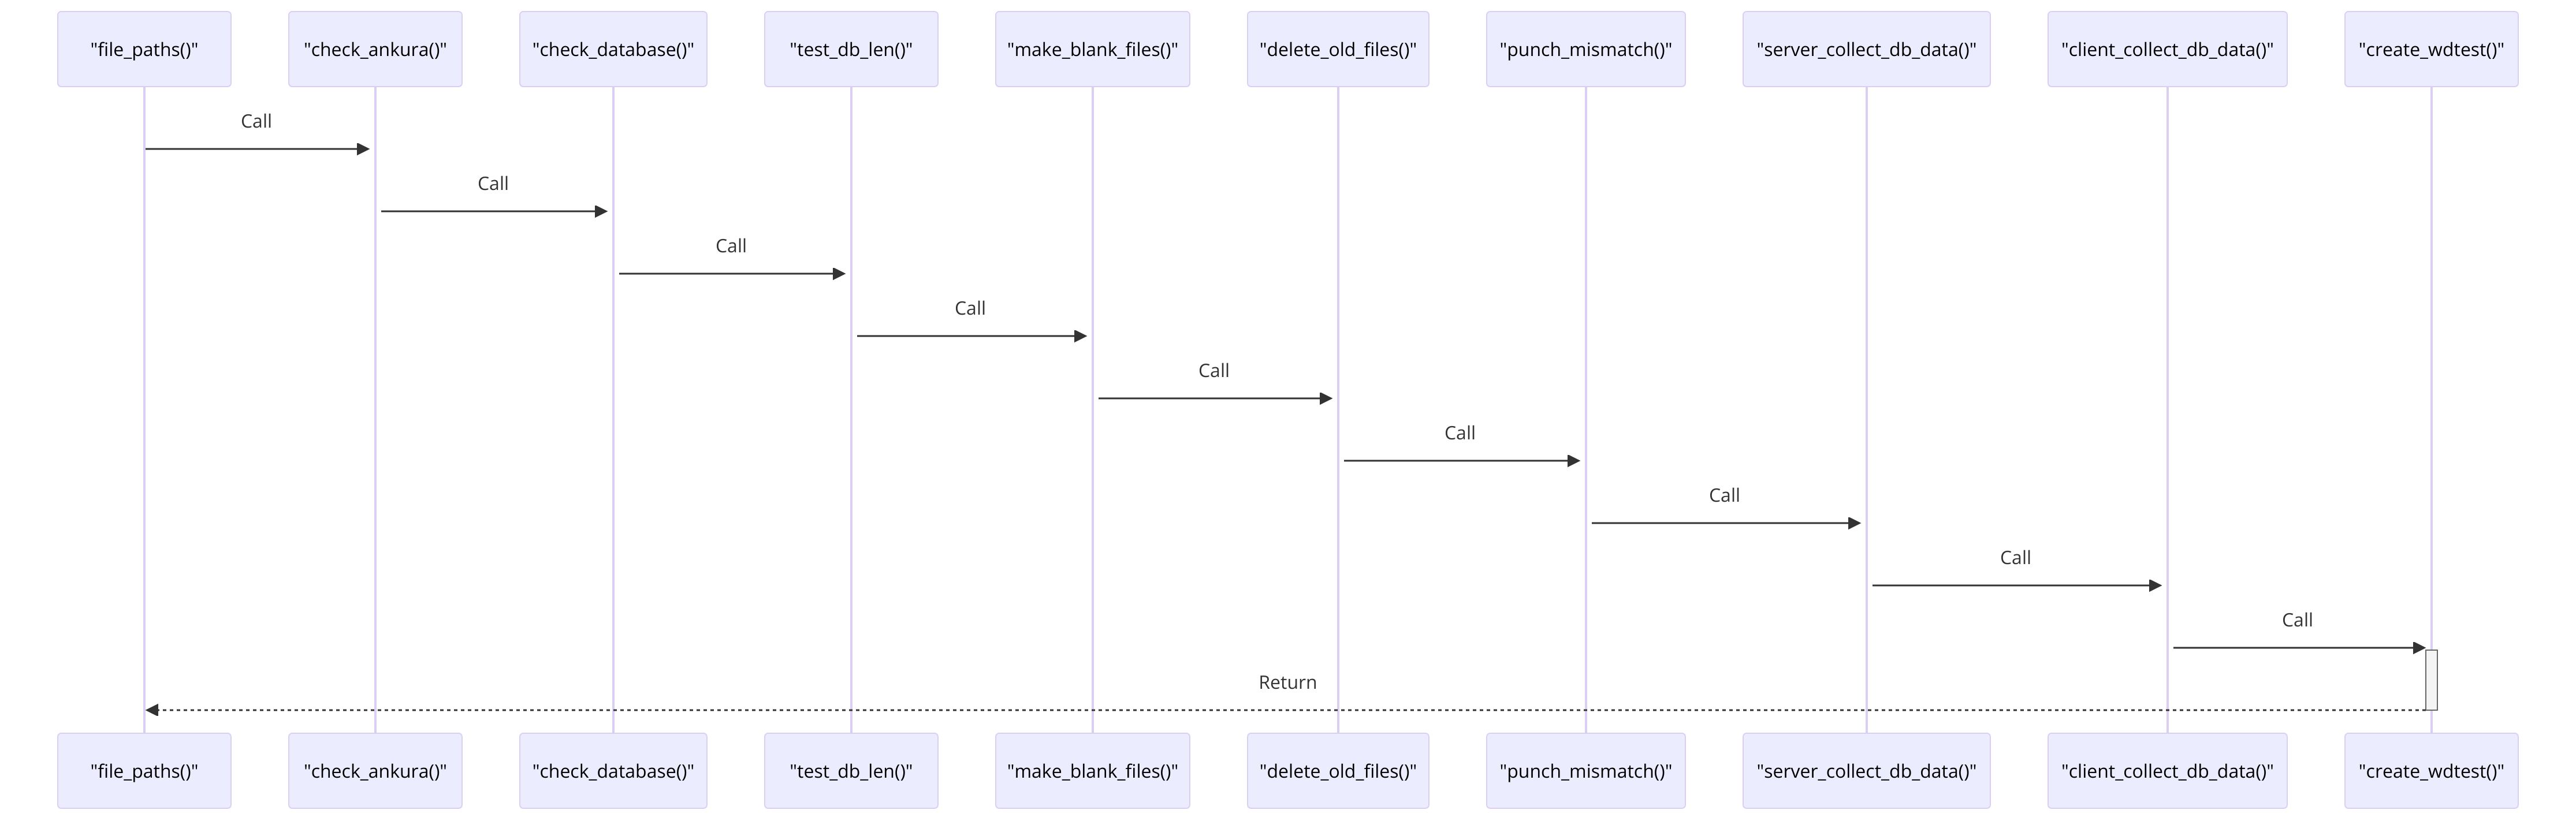 "file_paths()"
"check_ankura()"
"check_database()"
"test_db_len()"
"make_blank_files()"
"delete_old_files()"
"punch_mismatch()"
"server_collect_db_data()"
"client_collect_db_data()"
"create_wdtest()"
Call
Call
Call
Call
Call
Call
Call
Call
Call
Return
"file_paths()"
"check_ankura()"
"check_database()"
"test_db_len()"
"make_blank_files()"
"delete_old_files()"
"punch_mismatch()"
"server_collect_db_data()"
"client_collect_db_data()"
"create_wdtest()"